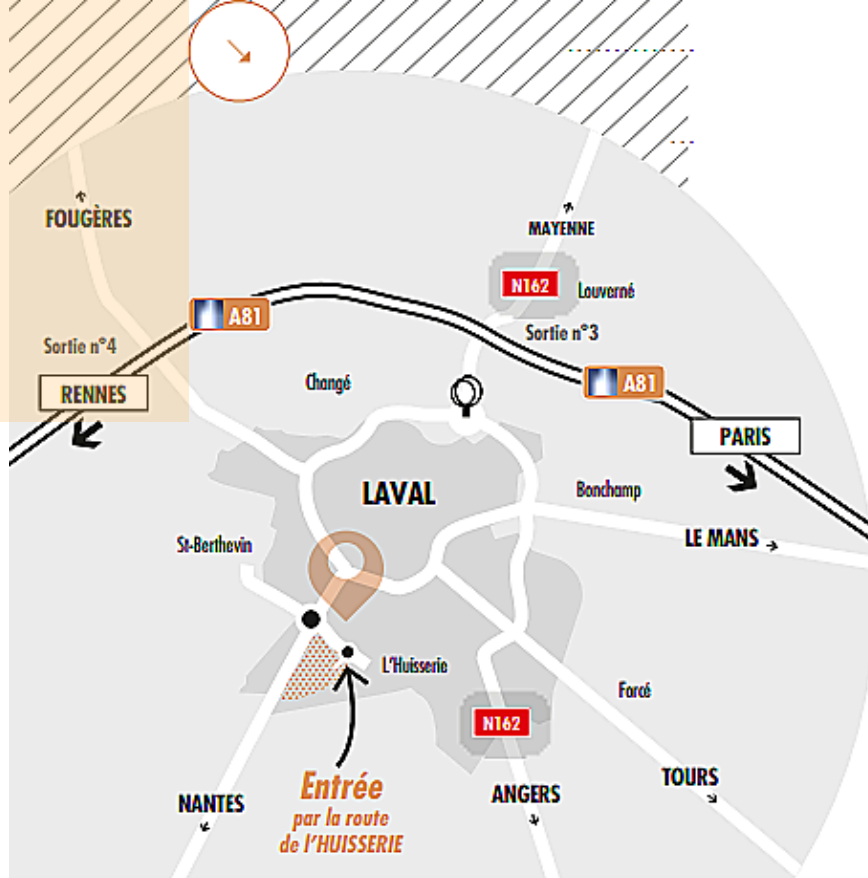 FOUGÈRES
MAYENNE
N162
Louverné
A81
Sortie n°3
Sortie n°4
Changé
A81
RENNES
PARIS
LAVAL
Bonchamp
St-Berthevin
LE MANS
L'Huisserie
Forcé
N162
TOURS
Entrée
NANTES
ANGERS
par la route
de l'HUISSERIE